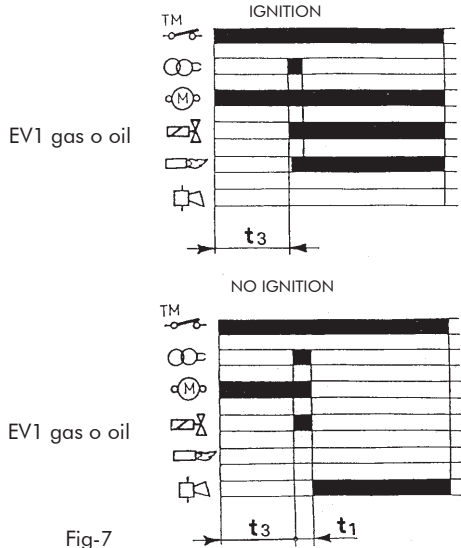 IGNITION
TM
M
EV1 gas o oil
t3
NO IGNITION
TM
M
EV1 gas o oil
t3 t1
Fig-7